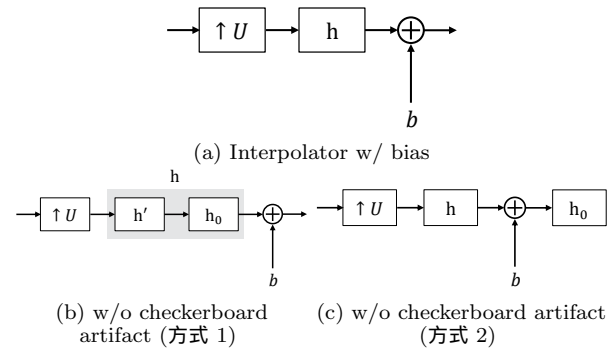 ↑ U
h
b
(a) Interpolator w/ bias
h
↑ U
h′
h₀
b
(b) w/o checkerboard
artifact (方式 1)
↑ U
h
h₀
b
(c) w/o checkerboard artifact
(方式 2)